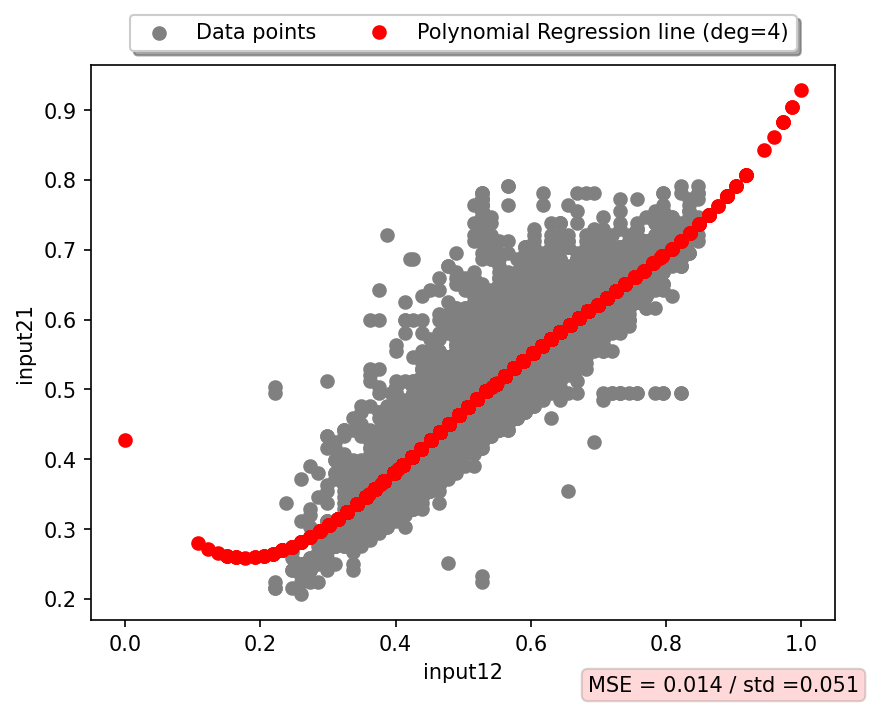 Data points
Polynomial Regression line (deg=4)
0.9
0.8
0.7
0.6
0.5
0.4
0.3
0.2
input21
0.0
0.2
0.4
0.6
0.8
1.0
input12
MSE = 0.014 / std =0.051